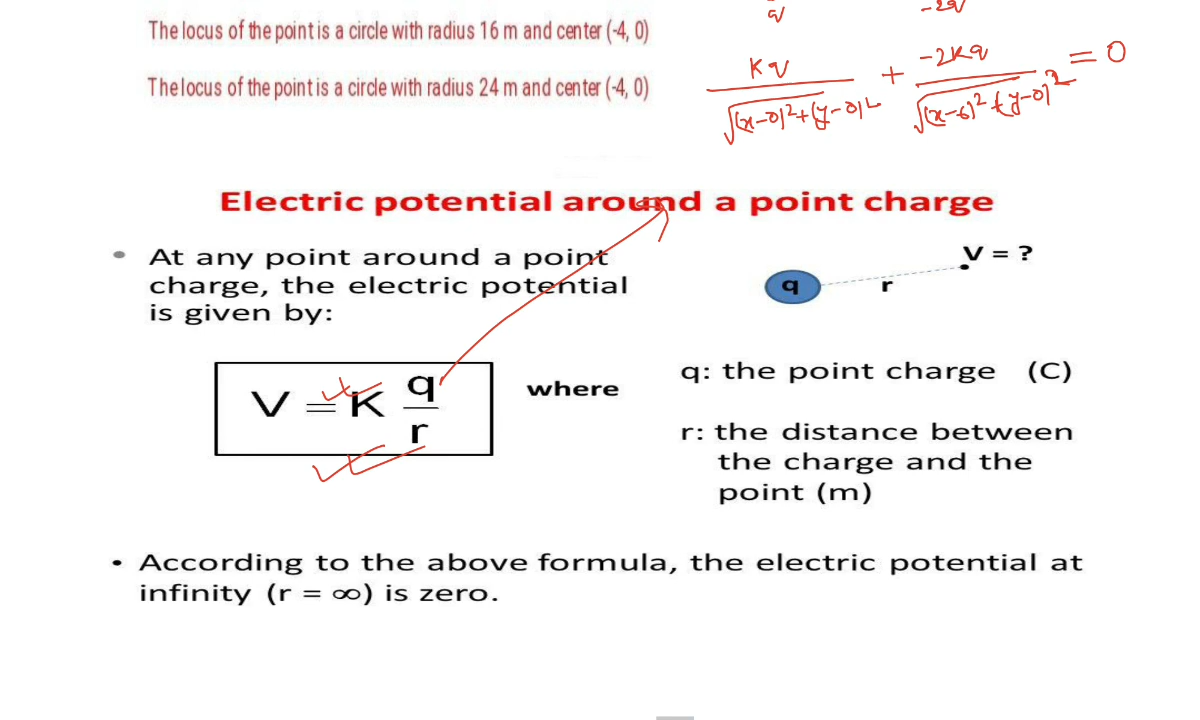 q -2q
The locus of the point is a circle with radius 16 m and center (-4, 0)
Kq / √(x-0)²+(y-0)² + -2Kq / √(x-6)²+(y-0)² = 0
The locus of the point is a circle with radius 24 m and center (-4, 0)
Electric potential around a point charge
• At any point around a point
charge, the electric potential
is given by:
V = ?
q r
V = K q/r
where
q: the point charge (C)
r: the distance between
the charge and the
point (m)
• According to the above formula, the electric potential at
infinity (r = ∞) is zero.